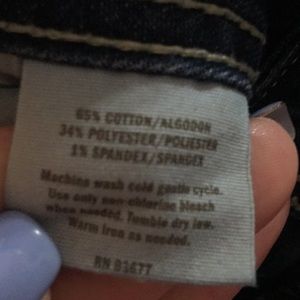 65% COTTON/ALGODON
34% POLYESTER/POLIESTER
1% SPANDEX/SPANDEX
Machine wash cold gentle cycle.
Use only non-chlorine bleach
when needed. Tumble dry low.
Warm iron as needed.
RN 91677